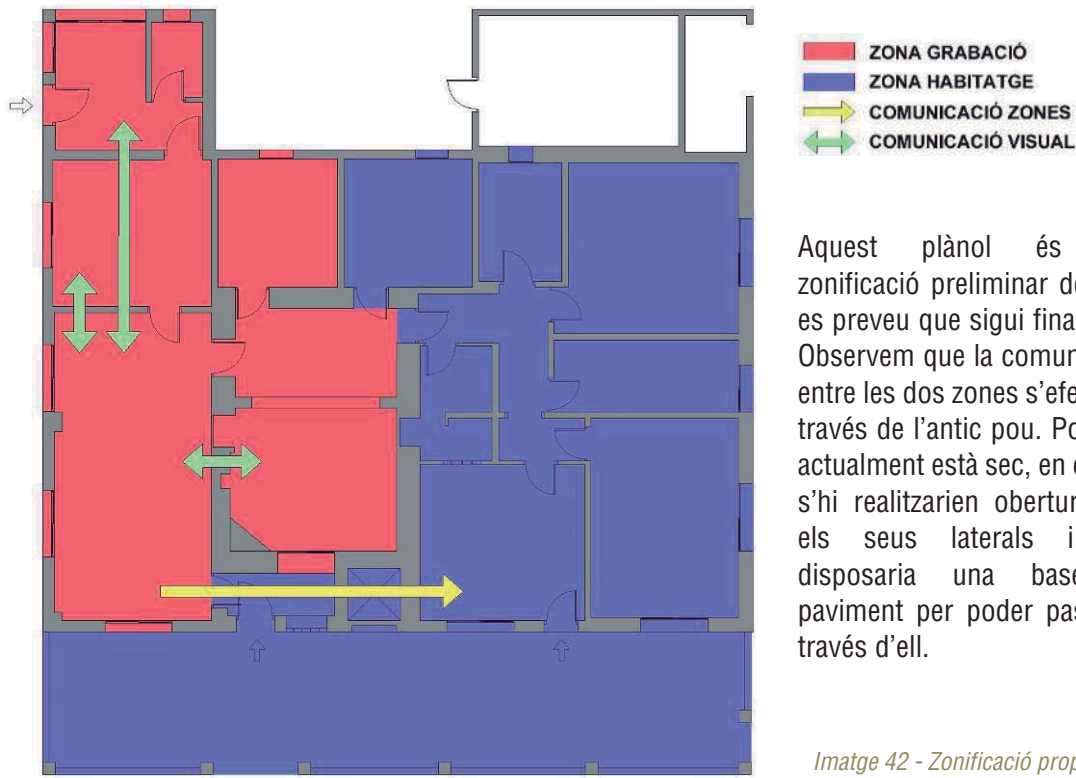 ZONA GRABACIÓ
ZONA HABITATGE
COMUNICACIÓ ZONES
COMUNICACIÓ VISUAL
Aquest plànol és
zonificació preliminar de
es preveu que sigui fina
Observem que la comun
entre les dos zones s'efe
través de l'antic pou. Po
actualment està sec, en
s'hi realitzarien obertur
els seus laterals i
disposaria una base
paviment per poder pas
través d'ell.
Imatge 42 - Zonificació prop